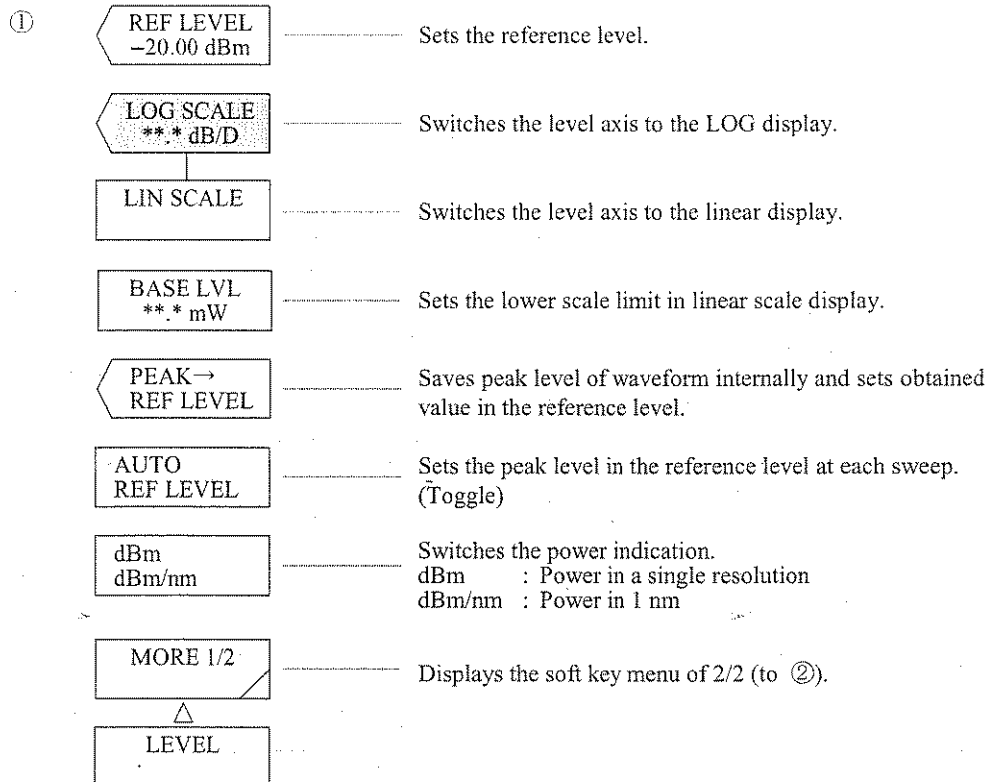 ①
REF LEVEL
−20.00 dBm
Sets the reference level.
LOG SCALE
**.* dB/D
Switches the level axis to the LOG display.
LIN SCALE
Switches the level axis to the linear display.
BASE LVL
**.* mW
Sets the lower scale limit in linear scale display.
PEAK→
REF LEVEL
Saves peak level of waveform internally and sets obtained
value in the reference level.
AUTO
REF LEVEL
Sets the peak level in the reference level at each sweep.
(Toggle)
dBm
dBm/nm
Switches the power indication.
dBm : Power in a single resolution
dBm/nm : Power in 1 nm
MORE 1/2
Displays the soft key menu of 2/2 (to ②).
LEVEL